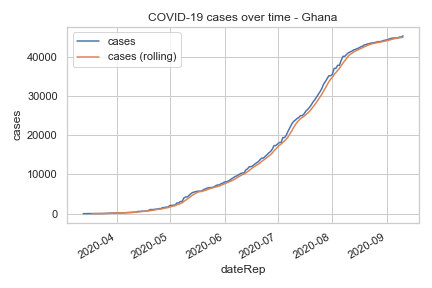 COVID-19 cases over time - Ghana
cases
cases (rolling)
40000
30000
20000
10000
0
cases
2020-04
2020-05
2020-06
2020-07
2020-08
2020-09
dateRep